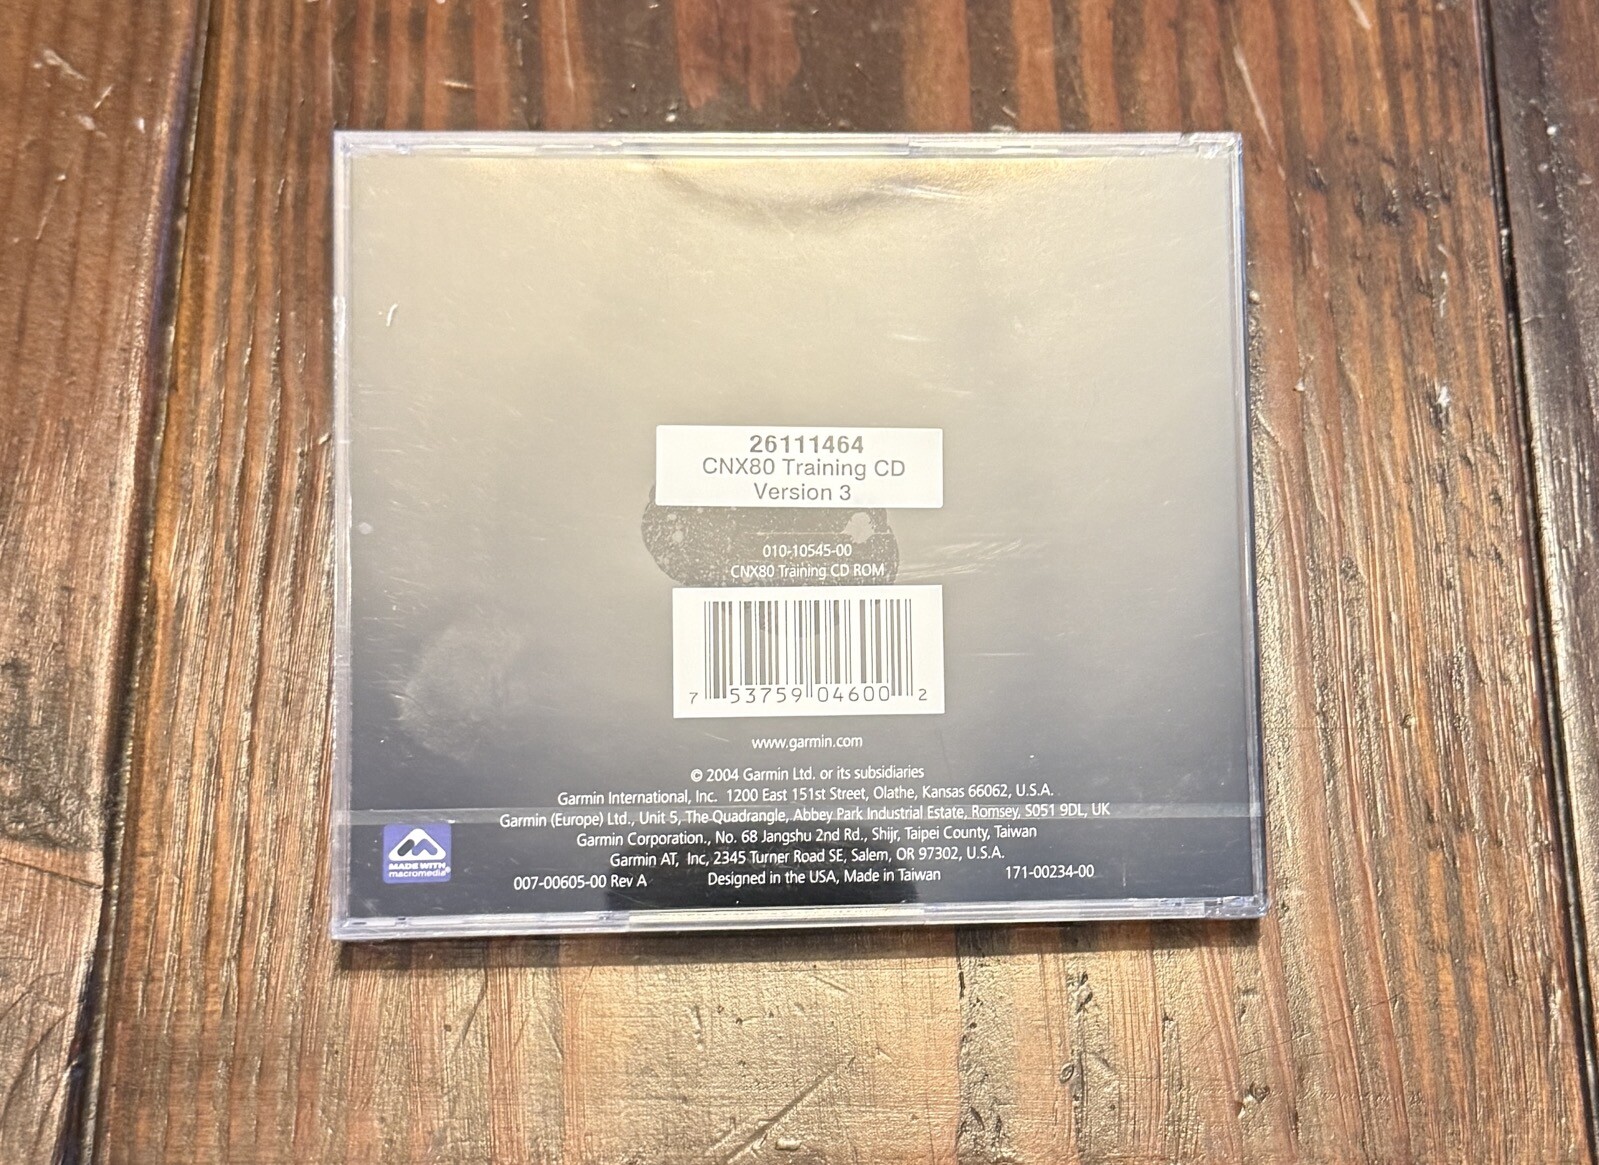 26111464
CNX80 Training CD
Version 3
010-10545-00
CNX80 Training CD ROM
7 53759 04600 2
www.garmin.com
© 2004 Garmin Ltd. or its subsidiaries
Garmin International, Inc. 1200 East 151st Street, Olathe, Kansas 66062, U.S.A.
Garmin (Europe) Ltd., Unit 5, The Quadrangle, Abbey Park Industrial Estate, Romsey, S051 9DL, UK
Garmin Corporation., No. 68 Jangshu 2nd Rd., Shijr, Taipei County, Taiwan
Garmin AT, Inc, 2345 Turner Road SE, Salem, OR 97302, U.S.A.
007-00605-00 Rev A Designed in the USA, Made in Taiwan 171-00234-00
MADE WITH
macromedia®